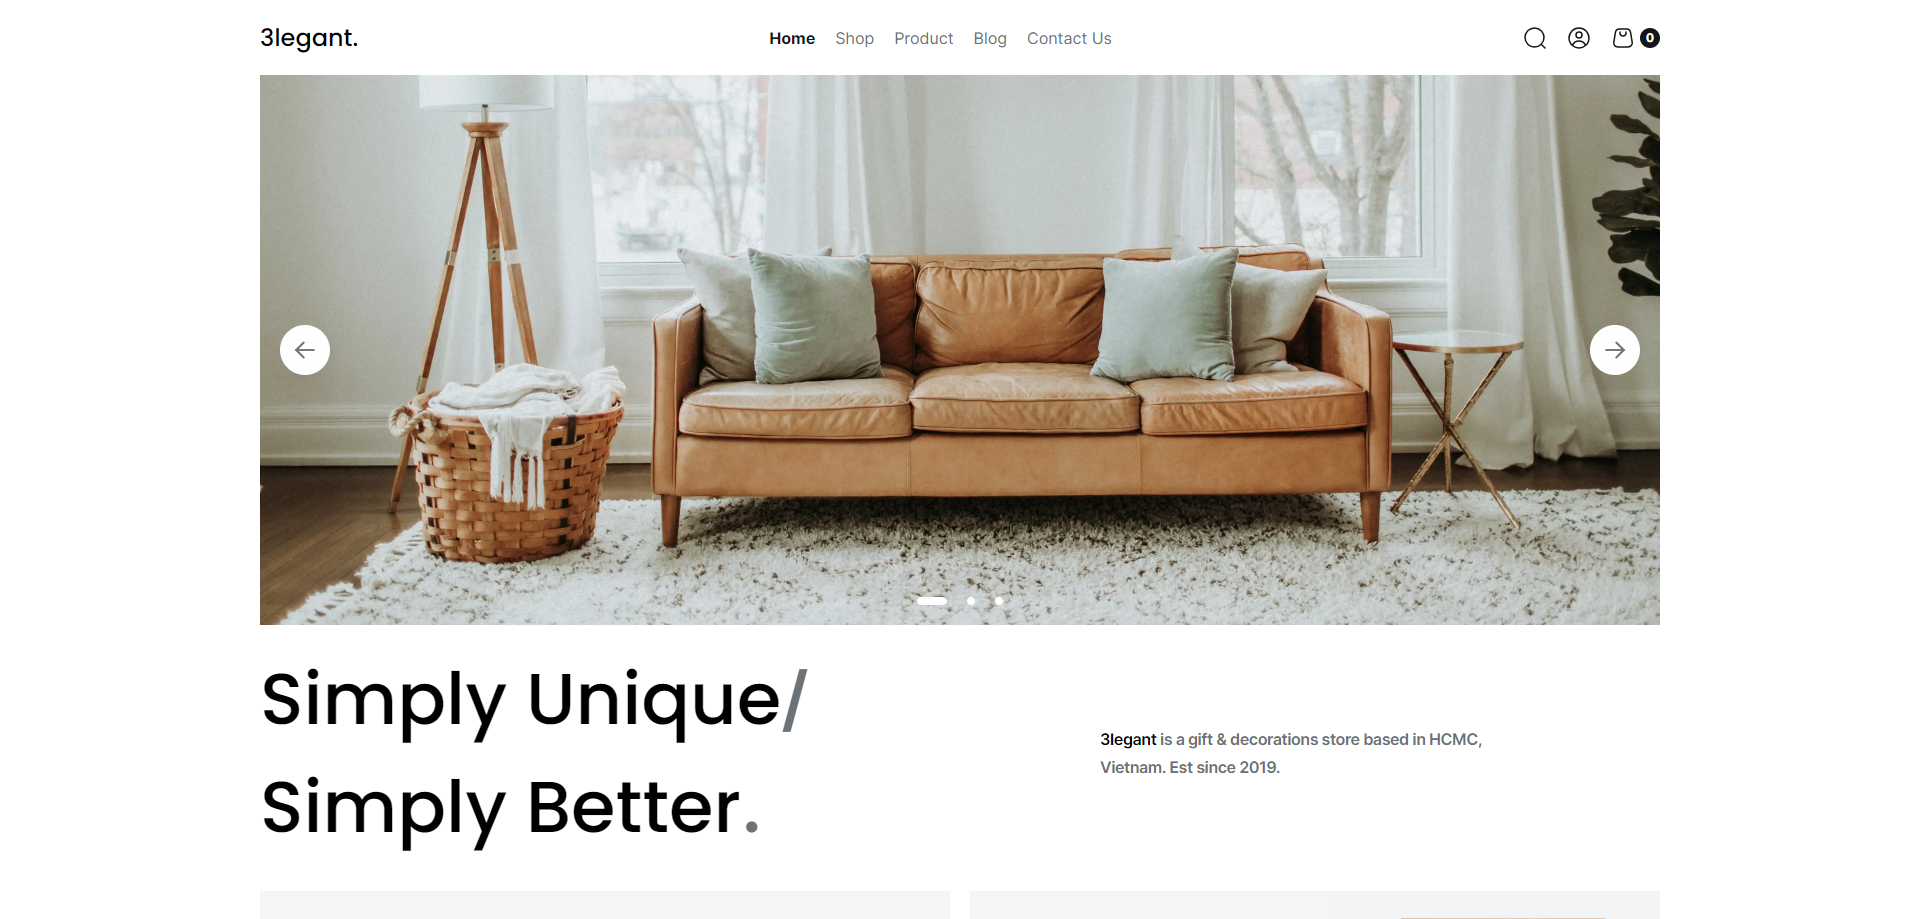 3legant.
Home Shop Product Blog Contact Us
0
Simply Unique/
Simply Better.
3legant is a gift & decorations store based in HCMC,
Vietnam. Est since 2019.